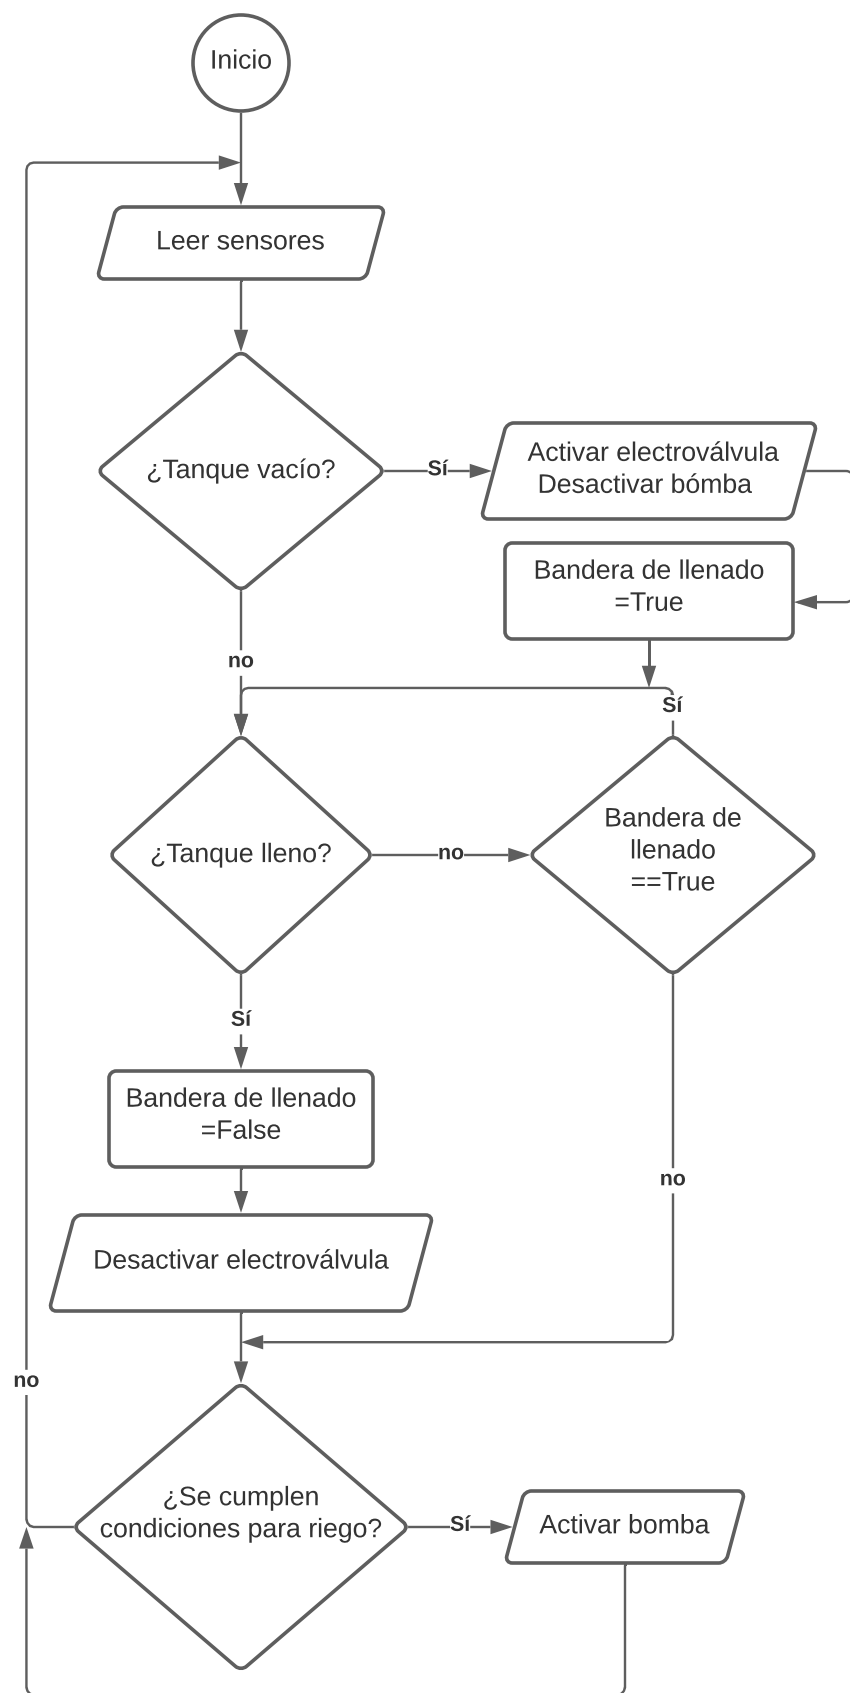 Inicio
Leer sensores
¿Tanque vacío?
Sí
Activar electroválvula
Desactivar bómba
Bandera de llenado
=True
no
Sí
¿Tanque lleno?
no
Bandera de
llenado
==True
Sí
Bandera de llenado
=False
no
Desactivar electroválvula
no
¿Se cumplen
condiciones para riego?
Sí
Activar bomba